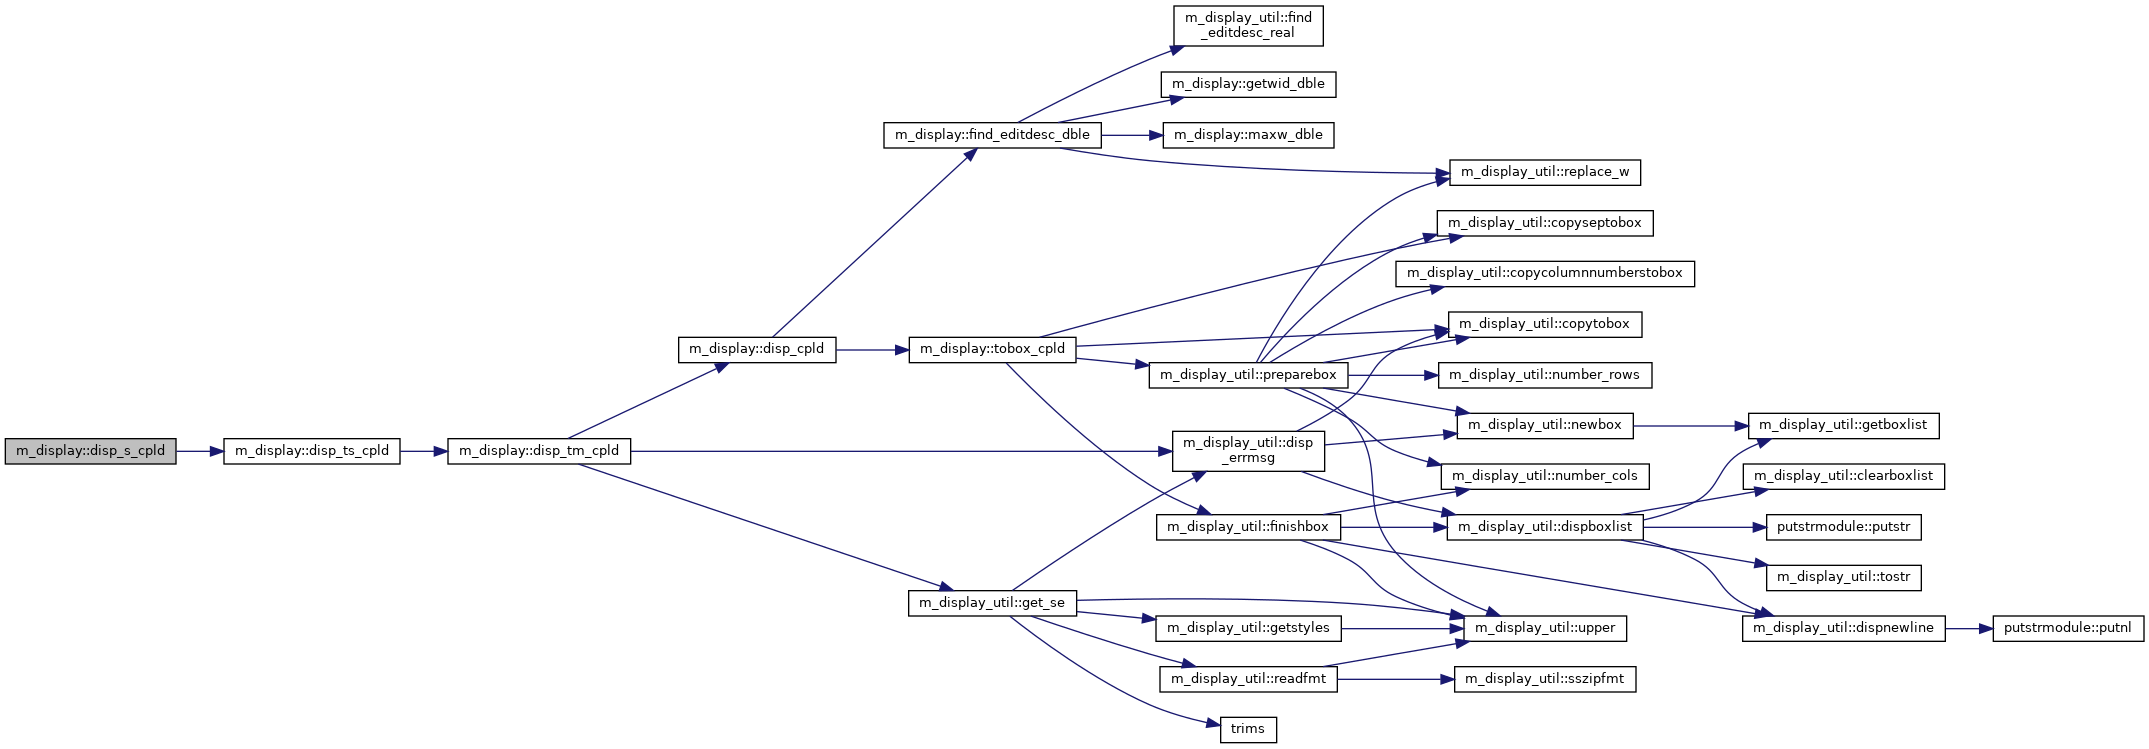 m_display_util::find
_editdesc_real
m_display::getwid_dble
m_display::find_editdesc_dble
m_display::maxw_dble
m_display_util::replace_w
m_display_util::copyseptobox
m_display_util::copycolumnnumberstobox
m_display_util::copytobox
m_display::disp_cpld
m_display::tobox_cpld
m_display_util::preparebox
m_display_util::number_rows
m_display_util::newbox
m_display_util::getboxlist
m_display::disp_s_cpld
m_display::disp_ts_cpld
m_display::disp_tm_cpld
m_display_util::disp
_errmsg
m_display_util::number_cols
m_display_util::clearboxlist
m_display_util::finishbox
m_display_util::dispboxlist
putstrmodule::putstr
m_display_util::tostr
m_display_util::get_se
m_display_util::getstyles
m_display_util::upper
m_display_util::dispnewline
putstrmodule::putnl
m_display_util::readfmt
m_display_util::sszipfmt
trims